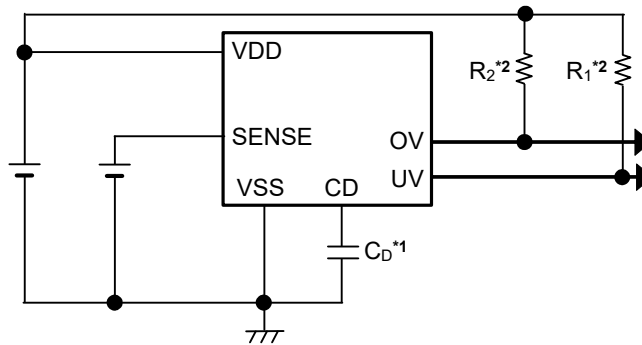 VDD
R2*2
R1*2
SENSE
OV
UV
VSS
CD
CD*1